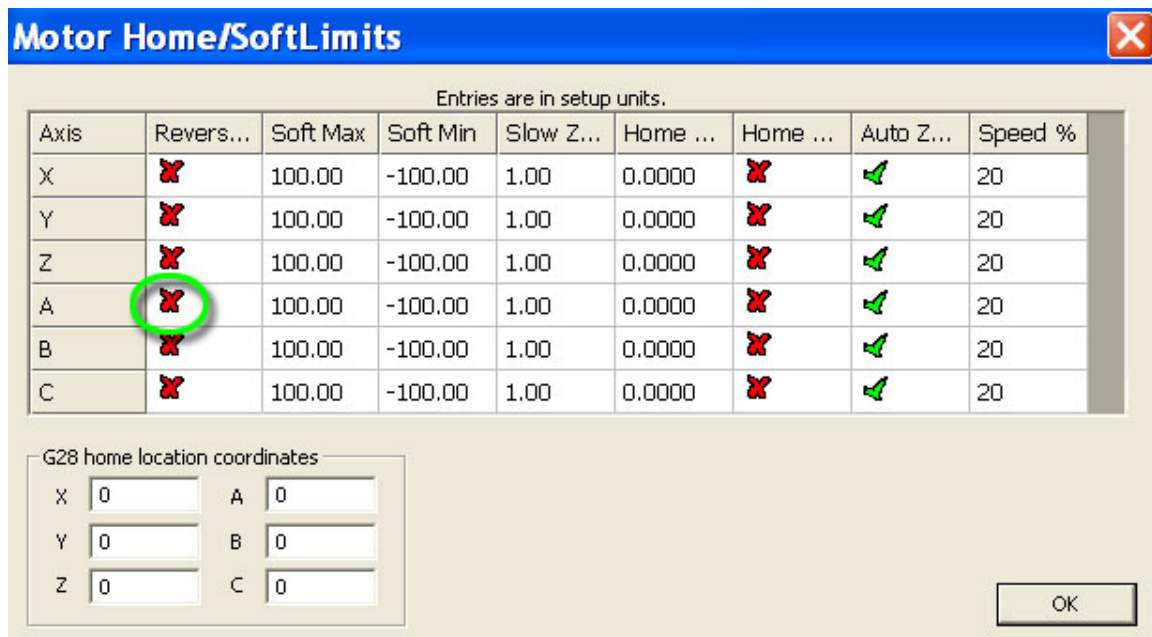 Motor Home/SoftLimits
Entries are in setup units.
Axis Revers... Soft Max Soft Min Slow Z... Home ... Home ... Auto Z... Speed %
X 100.00 -100.00 1.00 0.0000 20
Y 100.00 -100.00 1.00 0.0000 20
Z 100.00 -100.00 1.00 0.0000 20
A 100.00 -100.00 1.00 0.0000 20
B 100.00 -100.00 1.00 0.0000 20
C 100.00 -100.00 1.00 0.0000 20
G28 home location coordinates
X 0 A 0
Y 0 B 0
Z 0 C 0
OK